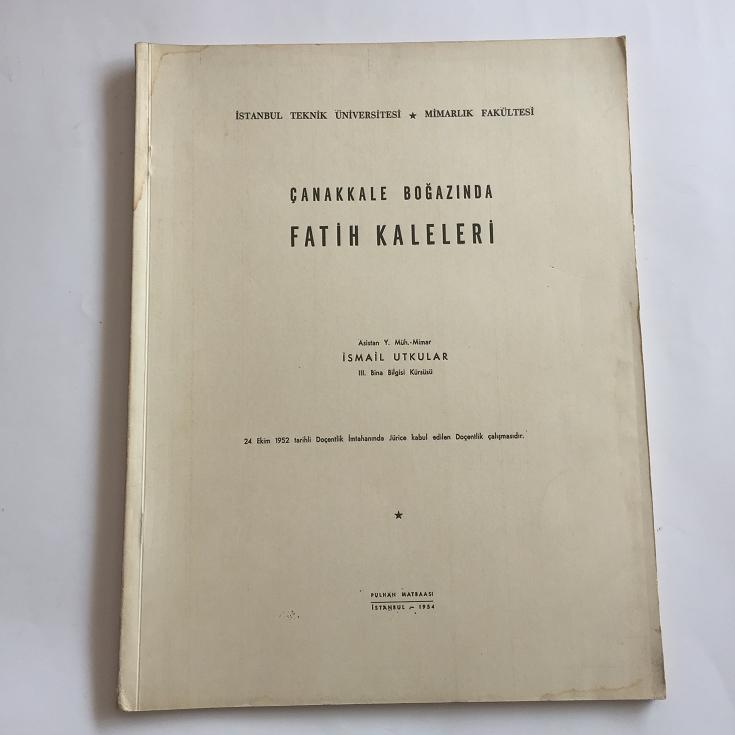 İSTANBUL TEKNİK ÜNİVERSİTESİ ★ MİMARLIK FAKÜLTESİ
ÇANAKKALE BOĞAZINDA
FATİH KALELERİ
Asistan Y. Müh.-Mimar
İSMAİL UTKULAR
III. Bina Bilgisi Kürsüsü
24 Ekim 1952 tarihli Doçentlik İmtahanında Jürice kabul edilen Doçentlik çalışmasıdır.
★
PULHAN MATBAASI
İSTANBUL — 1954